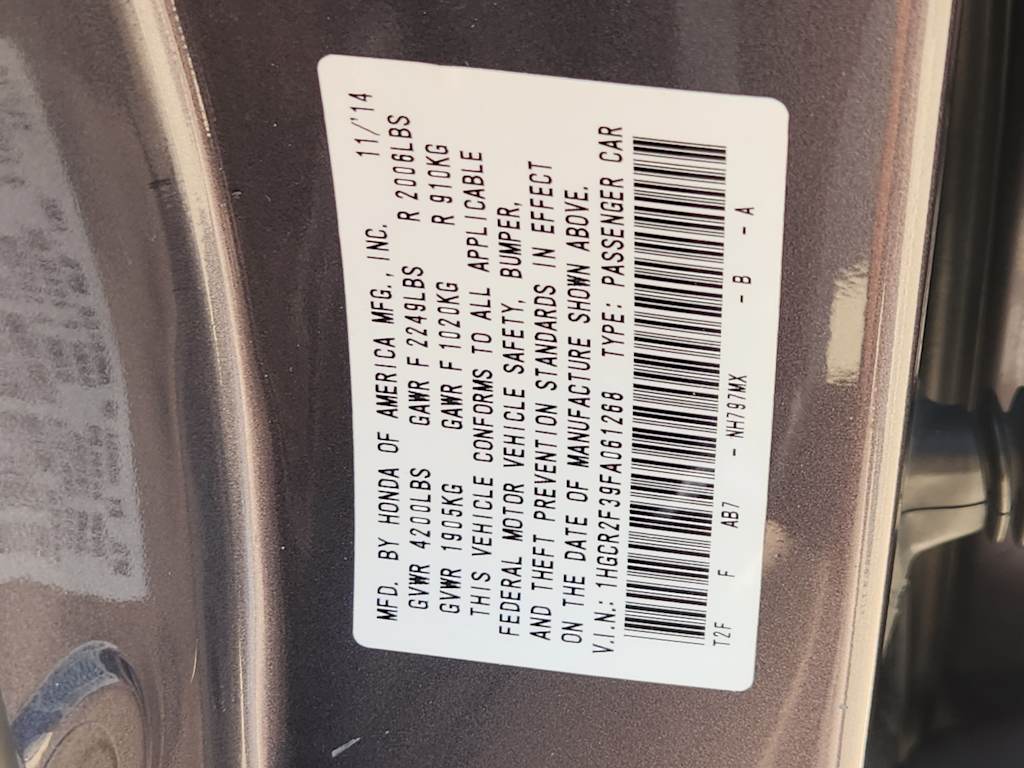 MFD. BY HONDA OF AMERICA MFG., INC. 11/'14
GVWR 4200LBS GAWR F 2249LBS R 2006LBS
GVWR 1905KG GAWR F 1020KG R 910KG
THIS VEHICLE CONFORMS TO ALL APPLICABLE
FEDERAL MOTOR VEHICLE SAFETY, BUMPER,
AND THEFT PREVENTION STANDARDS IN EFFECT
ON THE DATE OF MANUFACTURE SHOWN ABOVE.
V.I.N.: 1HGCR2F39FA061268 TYPE: PASSENGER CAR
T2F F AB7 - NH797MX - B - A